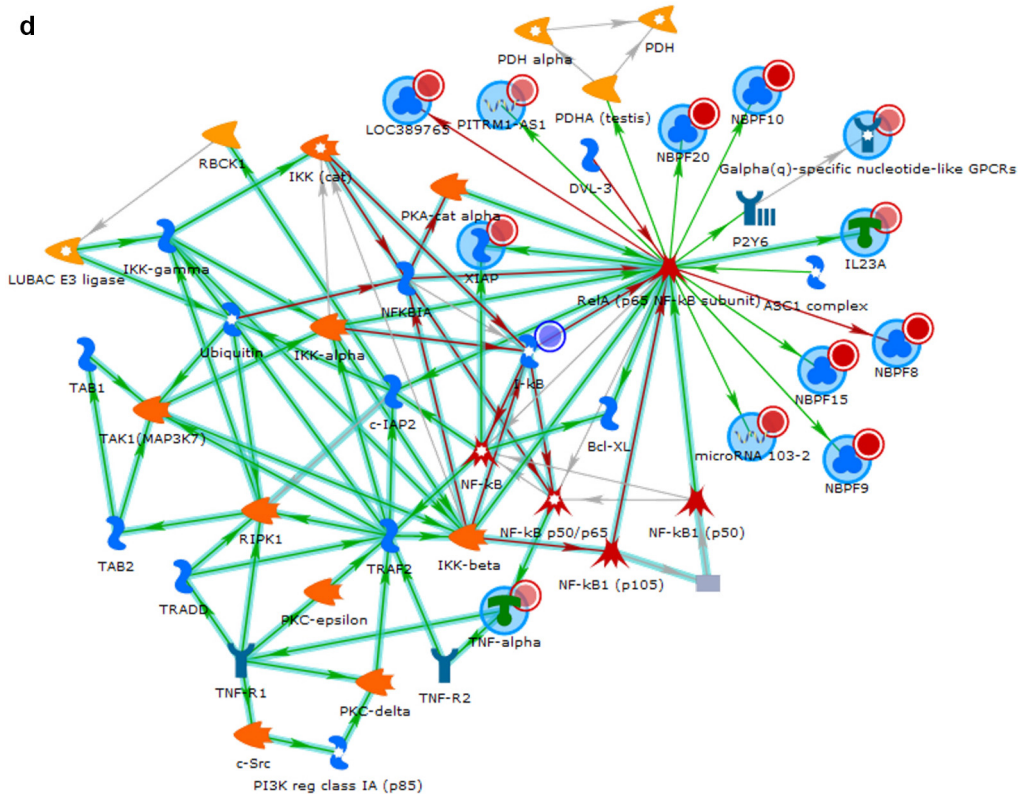 d
PDH alpha
PDH
PDHA (testis)
LOC389765
PITRM1-AS1
NBPF20
NBPF10
Galpha(q)-specific nucleotide-like GPCRs
RBCK1
IKK (cat)
DVL-3
PKA-cat alpha
P2Y6
IL23A
LUBAC E3 ligase
IKK-gamma
XIAP
NFKBIA
RelA (p65 NF-kB subunit)
ASC1 complex
Ubiquitin
IKK-alpha
I-kB
NBPF8
TAB1
NBPF15
c-IAP2
TAK1(MAP3K7)
Bcl-XL
microRNA 103-2
NF-kB
NBPF9
RIPK1
NF-kB p50/p65
NF-kB1 (p50)
TAB2
TRAF2
IKK-beta
NF-kB1 (p105)
TRADD
PKC-epsilon
TNF-alpha
TNF-R1
TNF-R2
PKC-delta
c-Src
PI3K reg class IA (p85)